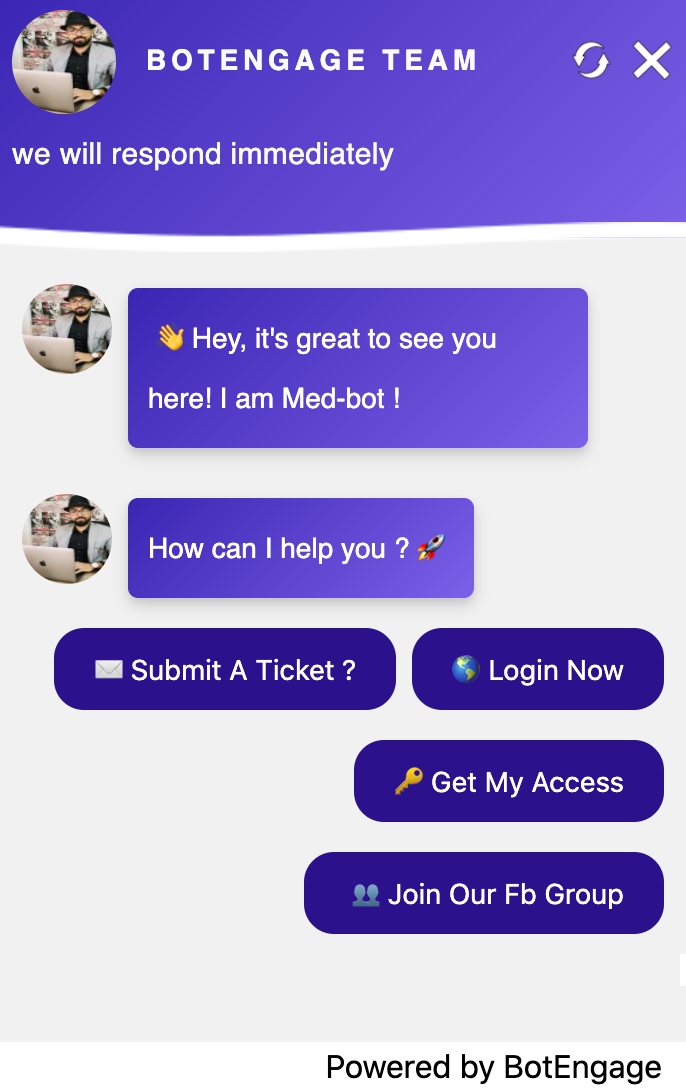 BOTENGAGE TEAM
we will respond immediately
👋 Hey, it's great to see you
here! I am Med-bot !
How can I help you ? 🚀
✉️ Submit A Ticket ?
🌎 Login Now
🔑 Get My Access
👥 Join Our Fb Group
Powered by BotEngage